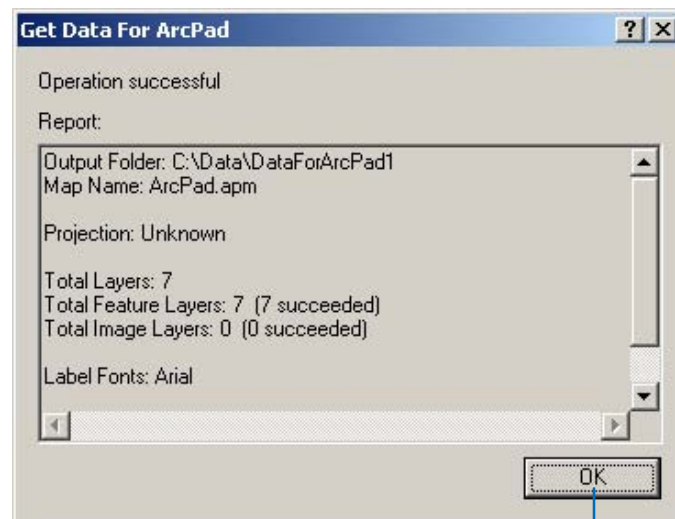 Get Data For ArcPad
Operation successful
Report:
Output Folder: C:\Data\DataForArcPad1
Map Name: ArcPad.apm
Projection: Unknown
Total Layers: 7
Total Feature Layers: 7 (7 succeeded)
Total Image Layers: 0 (0 succeeded)
Label Fonts: Arial
OK